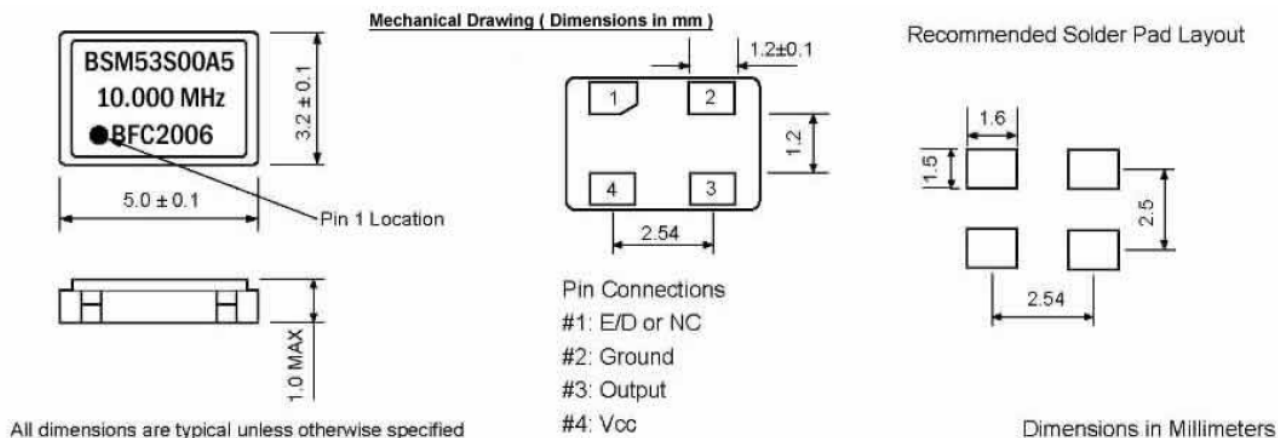 Mechanical Drawing ( Dimensions in mm )
BSM53S00A5
10.000 MHz
BFC2006
3.2 ± 0.1
5.0 ± 0.1
Pin 1 Location
1.0 MAX
All dimensions are typical unless otherwise specified
1.2±0.1
1
2
1.2
4
3
2.54
Pin Connections
#1: E/D or NC
#2: Ground
#3: Output
#4: Vcc
Recommended Solder Pad Layout
1.6
1.5
2.5
2.54
Dimensions in Millimeters